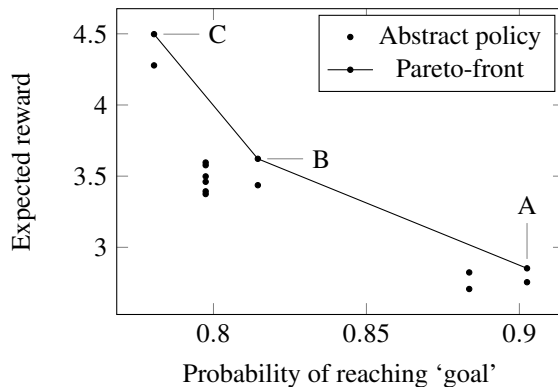 4.5
4
3.5
3
Expected reward
C
B
A
Abstract policy
Pareto-front
0.8
0.85
0.9
Probability of reaching ‘goal’